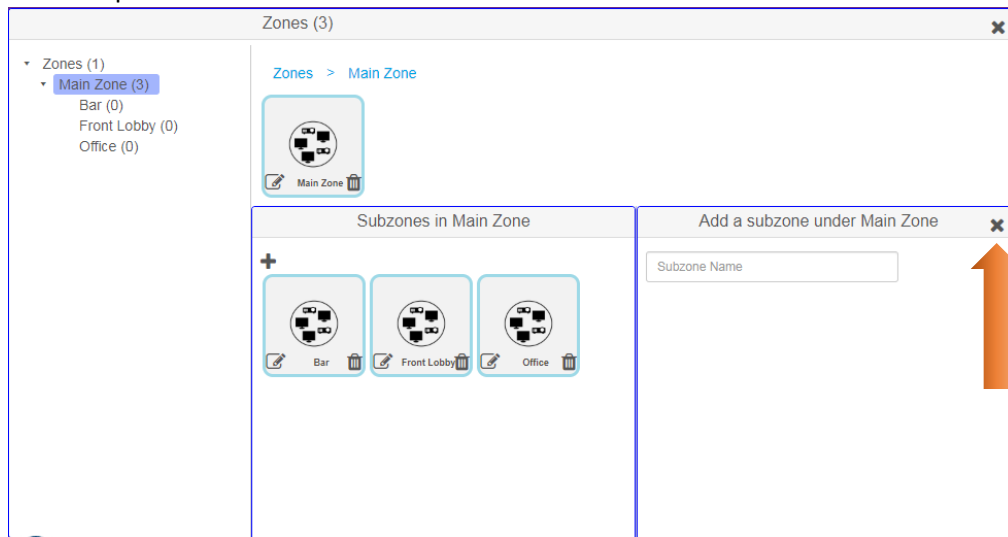 Zones (3)
Zones (1)
Main Zone (3)
Bar (0)
Front Lobby (0)
Office (0)
Zones > Main Zone
Main Zone
Subzones in Main Zone
Bar
Front Lobby
Office
Add a subzone under Main Zone
Subzone Name